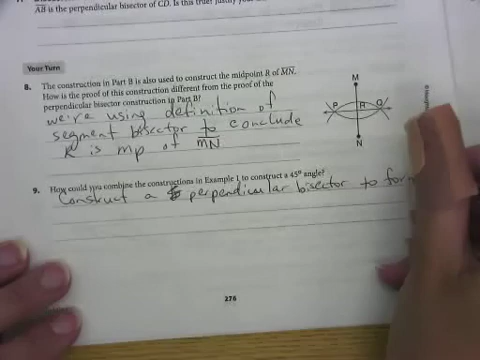 AB is the perpendicular bisector of CD. Is this true?
Your Turn
8. The construction in Part B is also used to construct the midpoint R of MN.
How is the proof of this construction different from the proof of the
perpendicular bisector construction in Part B?
we're using definition of
segment bisector to conclude
R is mp of MN
M
P R Q
N
9. How could you combine the constructions in Example 1 to construct a 45° angle?
Construct a perpendicular bisector to for
276